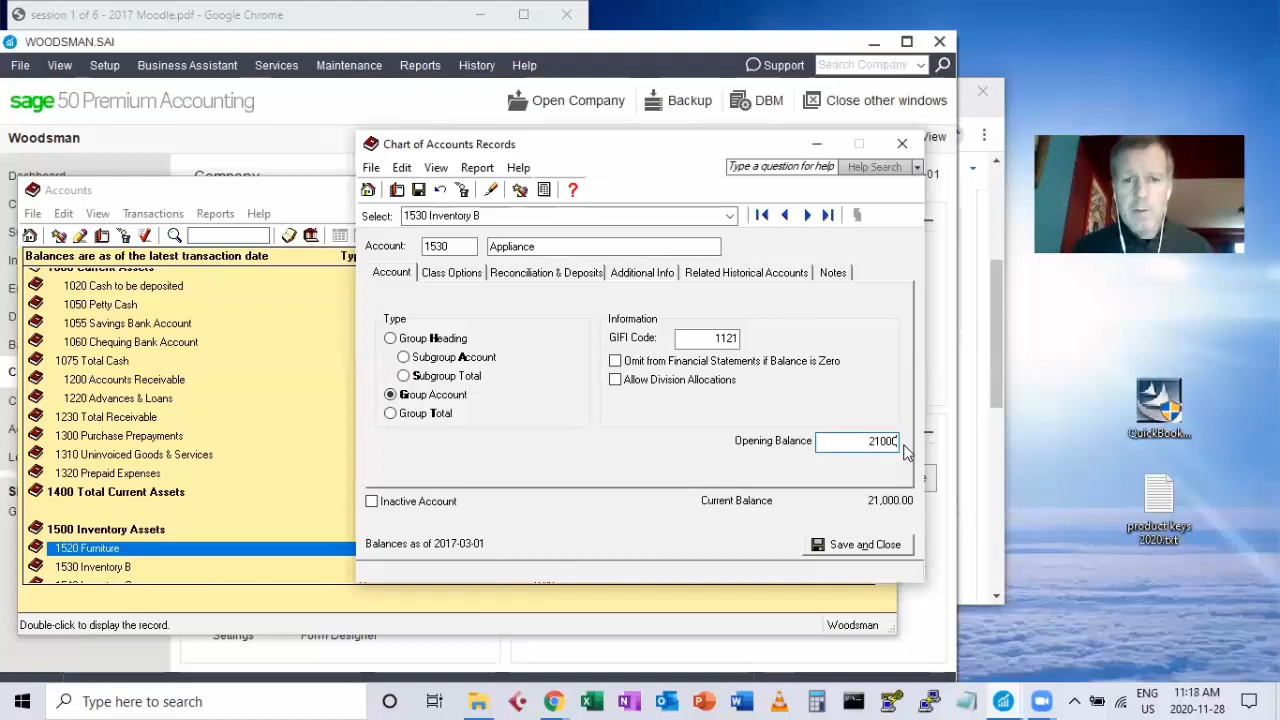 session 1 of 6 - 2017 Moodle.pdf - Google Chrome
WOODSMAN.SAI
File View Setup Business Assistant Services Maintenance Reports History Help Support Search Company
sage 50 Premium Accounting Open Company Backup DBM Close other windows
Woodsman View
Chart of Accounts Records
File Edit View Report Help Type a question for help Help Search
Company
Accounts
File Edit View Transactions Reports Help
Select: 1530 Inventory B
Account: 1530 Appliance
Balances are as of the latest transaction date
Account Class Options Reconciliation & Deposits Additional Info Related Historical Accounts Notes
1020 Cash to be deposited
1050 Petty Cash
1055 Savings Bank Account
1060 Chequing Bank Account
1075 Total Cash
1200 Accounts Receivable
1220 Advances & Loans
1230 Total Receivable
1300 Purchase Prepayments
1310 Uninvoiced Goods & Services
1320 Prepaid Expenses
1400 Total Current Assets
1500 Inventory Assets
1520 Furniture
1530 Inventory B
Type
Group Heading
Subgroup Account
Subgroup Total
Group Account
Group Total
Information
GIFI Code: 1121
Omit from Financial Statements if Balance is Zero
Allow Division Allocations
Opening Balance 21000
Inactive Account Current Balance 21,000.00
Balances as of 2017-03-01 Save and Close
Double-click to display the record. Woodsman
Settings Form Designer
QuickBook...
product keys
2020.txt
Type here to search
ENG
US
11:18 AM
2020-11-28